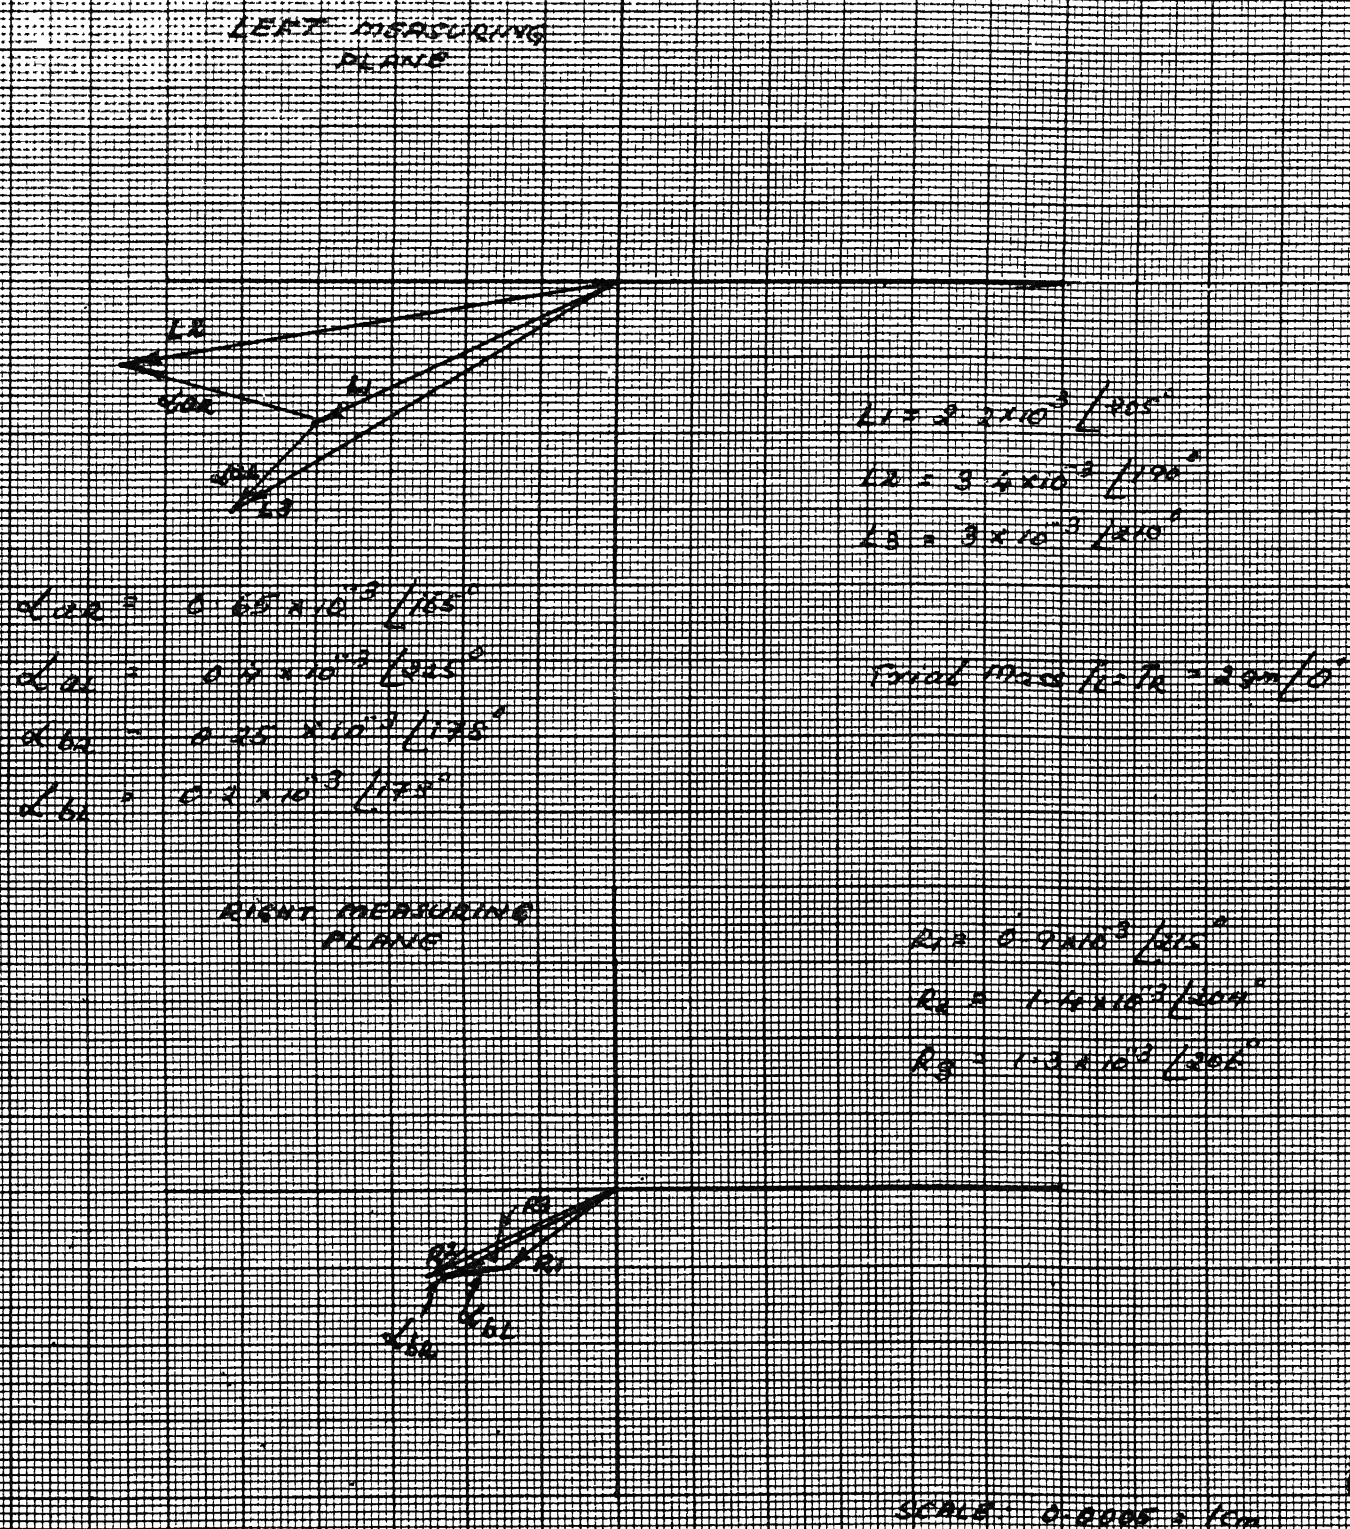 LEFT MEASURING
PLANE
L2
L1
αaR
αaL
L3
L1 = 2.2×10⁻³ ∠205°
L2 = 3.4×10⁻³ ∠190°
L3 = 3×10⁻³ ∠210°
αaR = 0.65×10⁻³ ∠165°
αaL = 0.4×10⁻³ ∠225°
αbR = 0.25×10⁻³ ∠175°
αbL = 0.2×10⁻³ ∠175°
Trial Mass TL=TR = 2gm/0°
RIGHT MEASURING
PLANE
R1 = 0.9×10⁻³ ∠215°
R2 = 1.4×10⁻³ ∠204°
R3 = 1.3×10⁻³
R3
R2
R1
αbL
αbR
SCALE: 0.0005 = 1cm